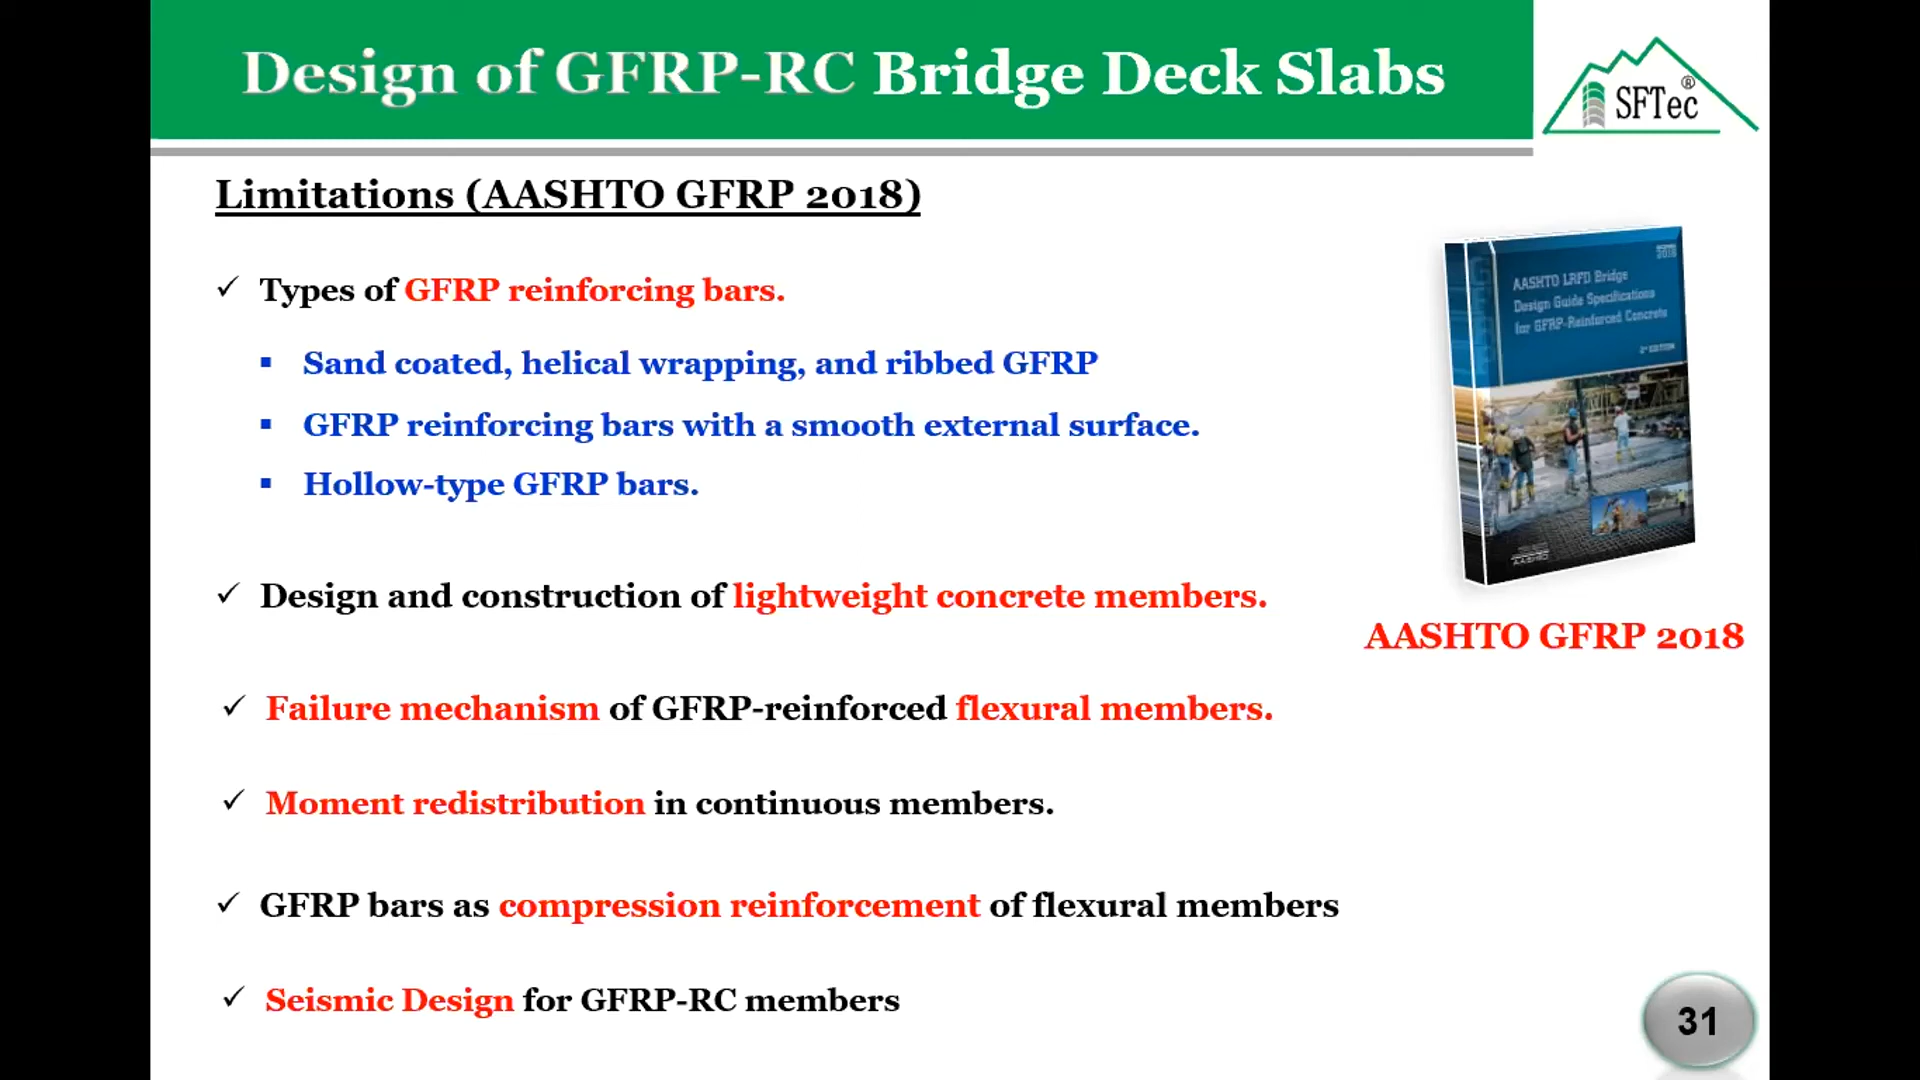 Design of GFRP-RC Bridge Deck Slabs
SFTec®
Limitations (AASHTO GFRP 2018)
✓ Types of GFRP reinforcing bars.
▪ Sand coated, helical wrapping, and ribbed GFRP
▪ GFRP reinforcing bars with a smooth external surface.
▪ Hollow-type GFRP bars.
✓ Design and construction of lightweight concrete members.
✓ Failure mechanism of GFRP-reinforced flexural members.
✓ Moment redistribution in continuous members.
✓ GFRP bars as compression reinforcement of flexural members
✓ Seismic Design for GFRP-RC members
AASHTO LRFD Bridge
Design Guide Specifications
for GFRP-Reinforced Concrete
2nd EDITION
AASHTO GFRP 2018
31